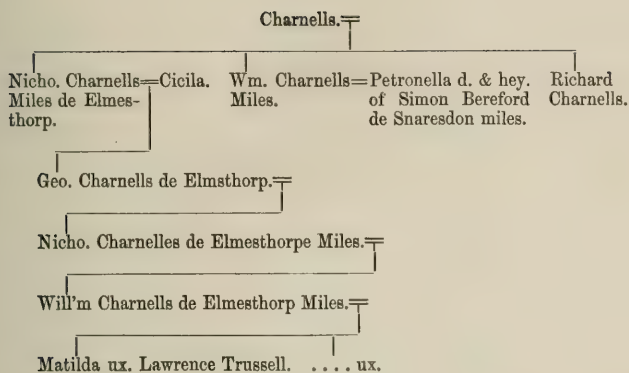 Charnells.
Nicho. Charnells=Cicila.
Miles de Elmes-
thorp.
Wm. Charnells=
Miles.
Petronella d. & hey.
of Simon Bereford
de Snaresdon miles.
Richard
Charnells.
Geo. Charnells de Elmsthorp.
Nicho. Charnelles de Elmesthorpe Miles.
Will'm Charnells de Elmesthorp Miles.
Matilda ux. Lawrence Trussell. .... ux.